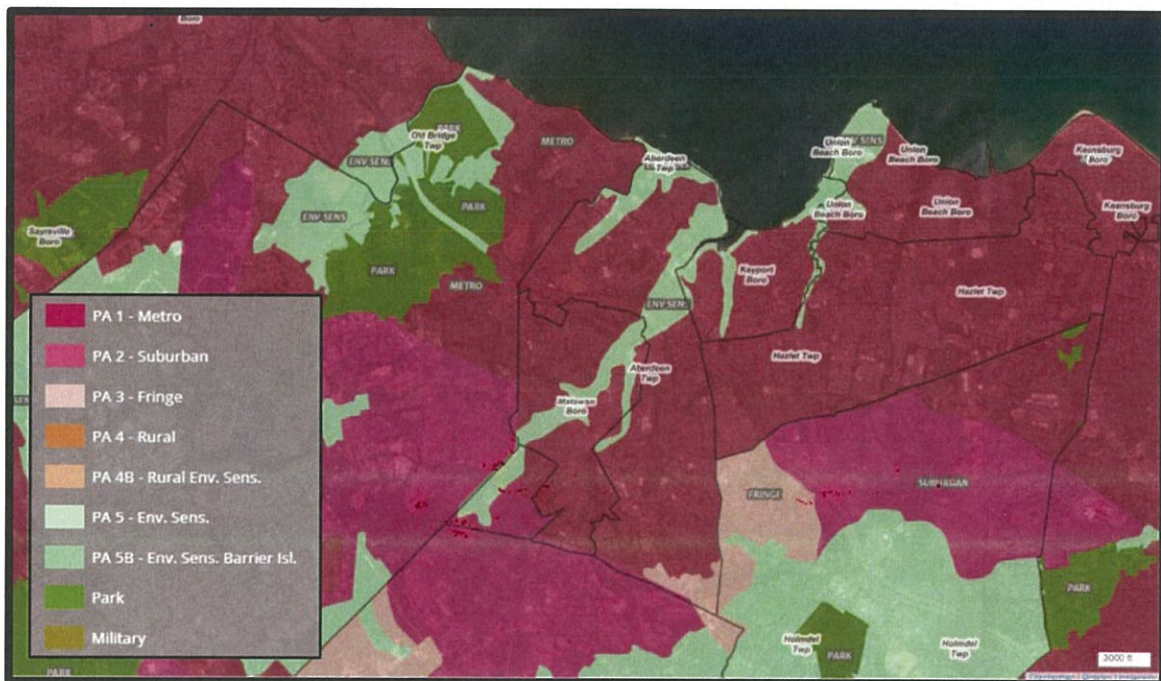 Boro
PARK
Old Bridge
Twp
METRO
ENV SEN:
Aberdeen
Twp
Union
Beach Boro
V SENS
Union
Beach Boro
Keansburg
Boro
ENV SENS
PARK
Union
Beach Boro
Union
Beach Boro
Keansburg
Boro
Sayreville
Boro
PARK
METRO
Keyport
Boro
Hazlet Twp
ENV SEN:
Hazlet Twp
Aberdeen
Twp
Matawan
Boro
PA 1 - Metro
PA 2 - Suburban
PA 3 - Fringe
PA 4 - Rural
PA 4B - Rural Env. Sens.
PA 5 - Env. Sens.
PA 5B - Env. Sens. Barrier Isl.
Park
Military
SEN
FRINGE
SUBURBAN
PARK
Holmdel
Twp
PARK
Holmdel
Twp
3000 ft
PARK